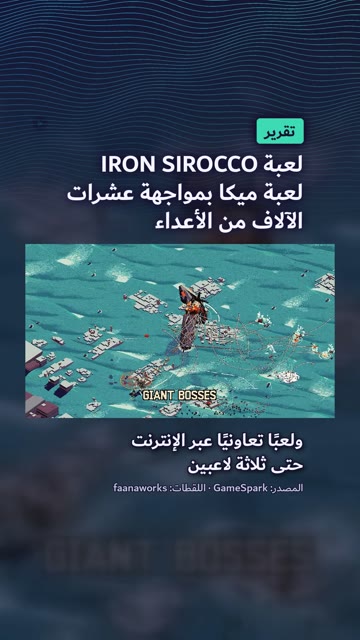 تقرير
لعبة IRON SIROCCO
لعبة ميكا بمواجهة عشرات
الآلاف من الأعداء
GIANT BOSSES
ولعبًا تعاونيًا عبر الإنترنت
حتى ثلاثة لاعبين
المصدر: GameSpark · اللقطات: faanaworks
GIANT BOSSES